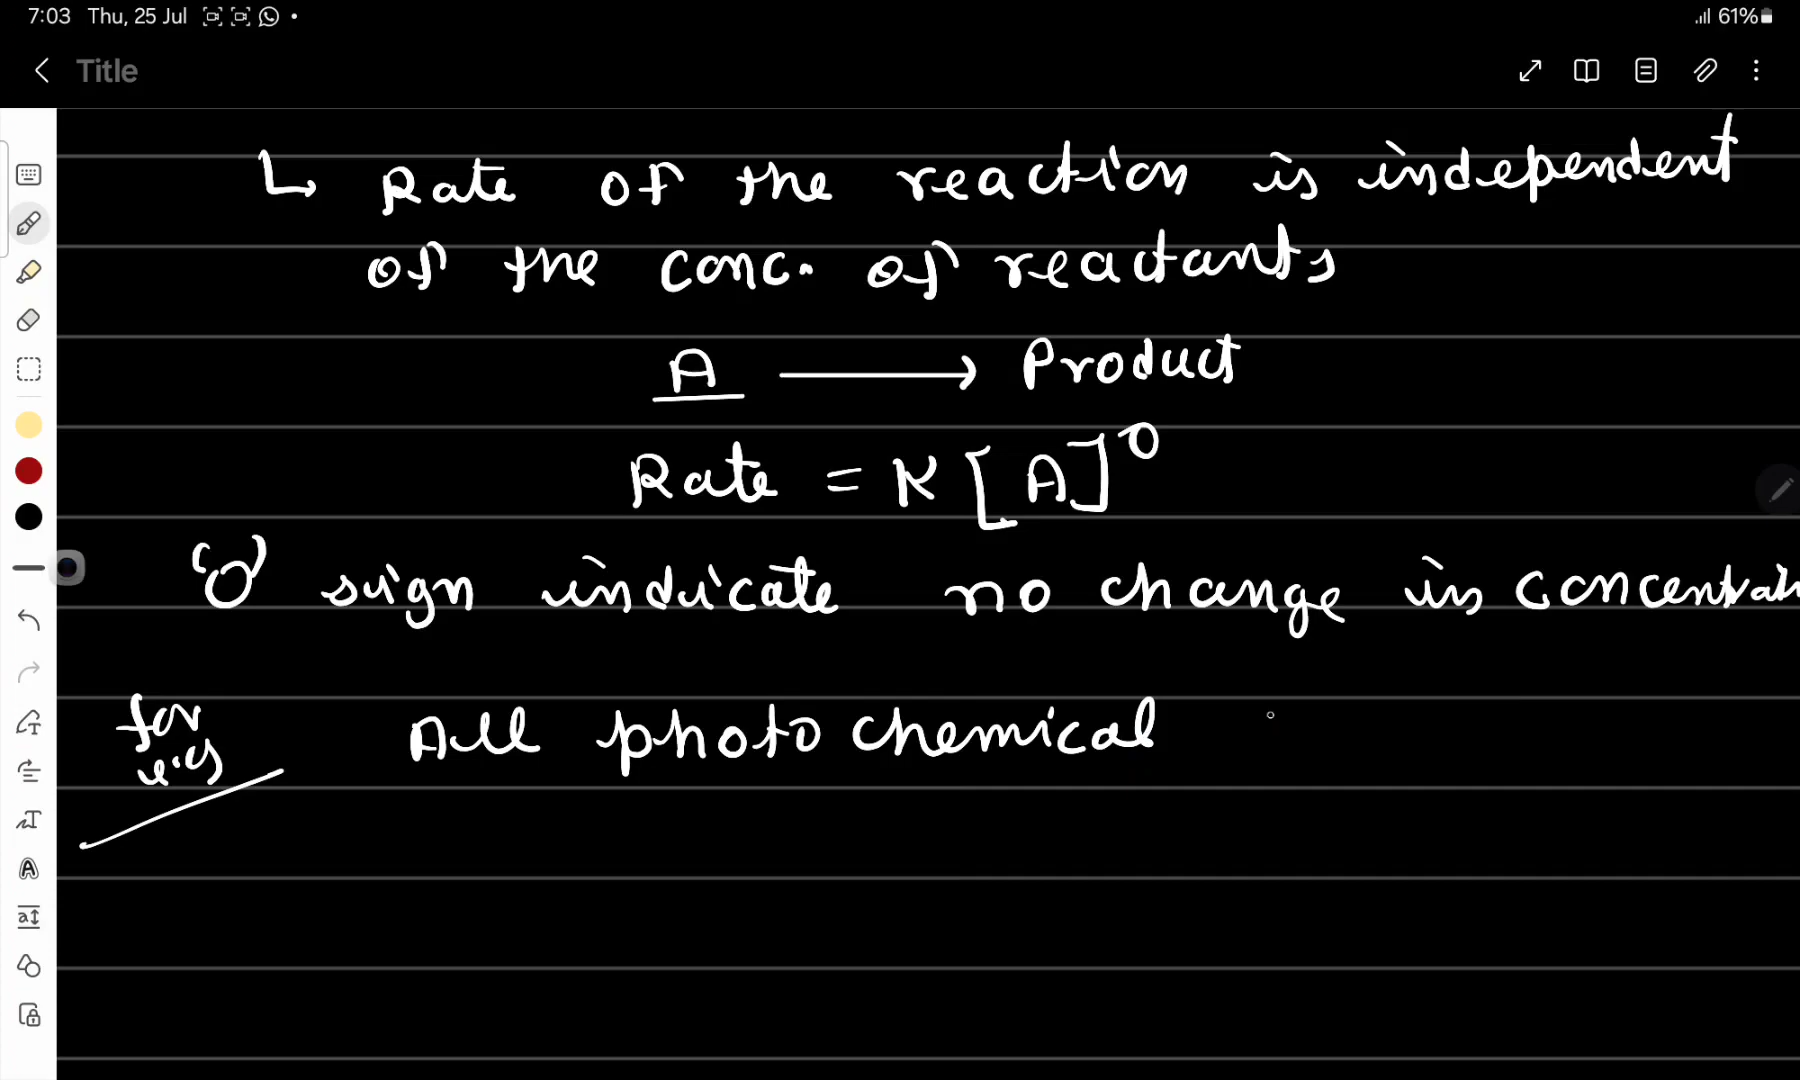 7:03 Thu, 25 Jul 61%
Title
Rate of the reaction is independent
of the conc. of reactants
A → Product
Rate = K [A]⁰
'0' sign indicate no change in concentrati
for
All photo chemical